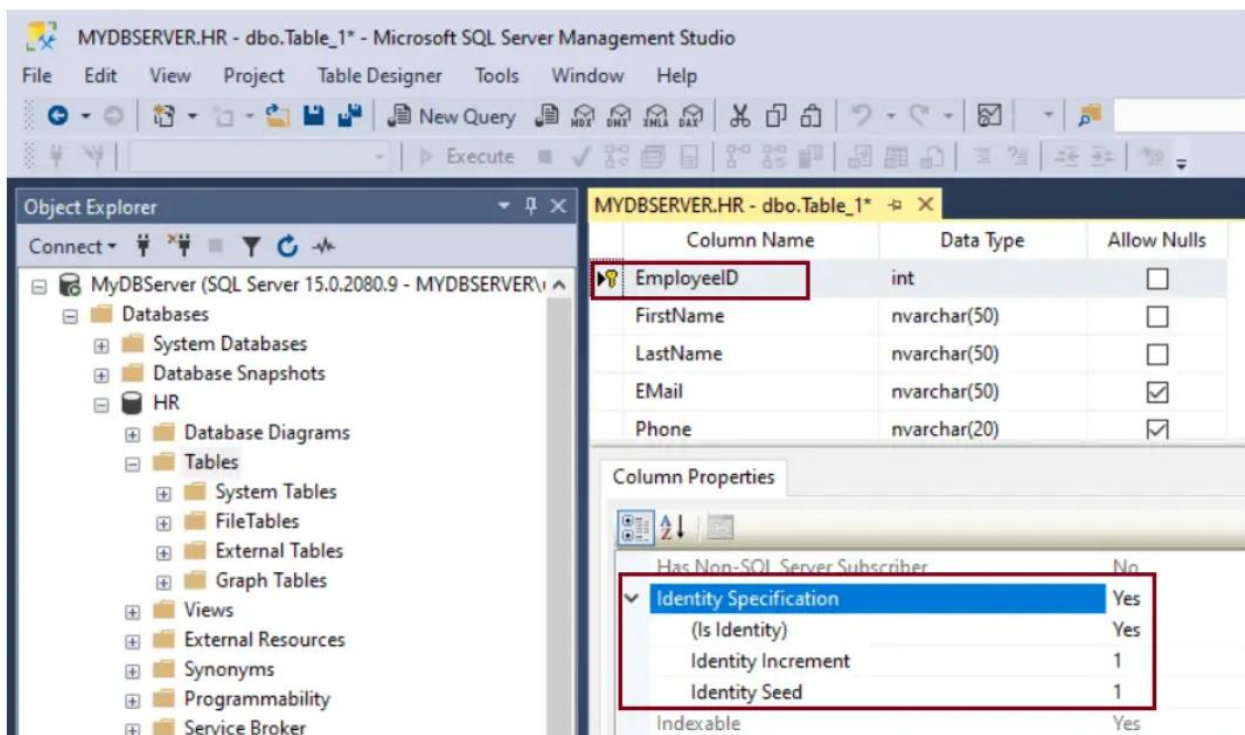 MYDBSERVER.HR - dbo.Table_1* - Microsoft SQL Server Management Studio
File Edit View Project Table Designer Tools Window Help
New Query MDX DMX XMLA DAX
Execute
Object Explorer
Connect
MyDBServer (SQL Server 15.0.2080.9 - MYDBSERVER\
Databases
System Databases
Database Snapshots
HR
Database Diagrams
Tables
System Tables
FileTables
External Tables
Graph Tables
Views
External Resources
Synonyms
Programmability
Service Broker
MYDBSERVER.HR - dbo.Table_1*
Column Name Data Type Allow Nulls
EmployeeID int
FirstName nvarchar(50)
LastName nvarchar(50)
EMail nvarchar(50)
Phone nvarchar(20)
Column Properties
Has Non-SQL Server Subscriber No
Identity Specification Yes
(Is Identity) Yes
Identity Increment 1
Identity Seed 1
Indexable Yes